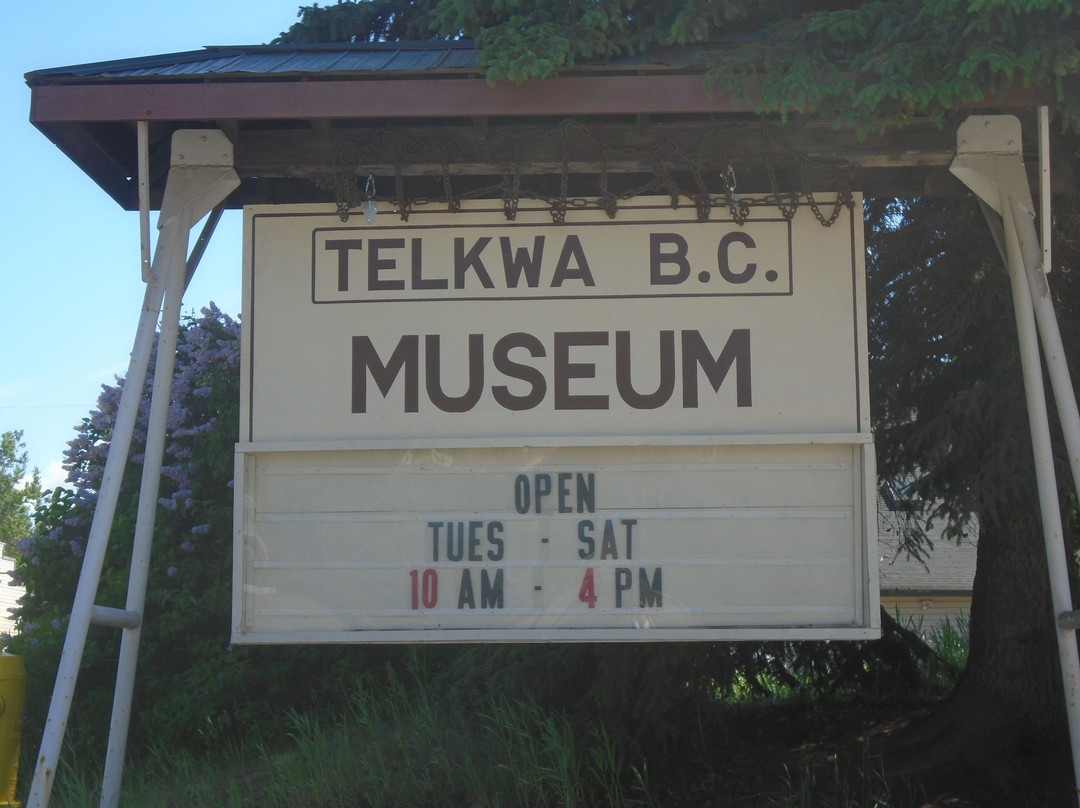 TELKWA B.C.
MUSEUM
OPEN
TUES - SAT
10 AM - 4 PM